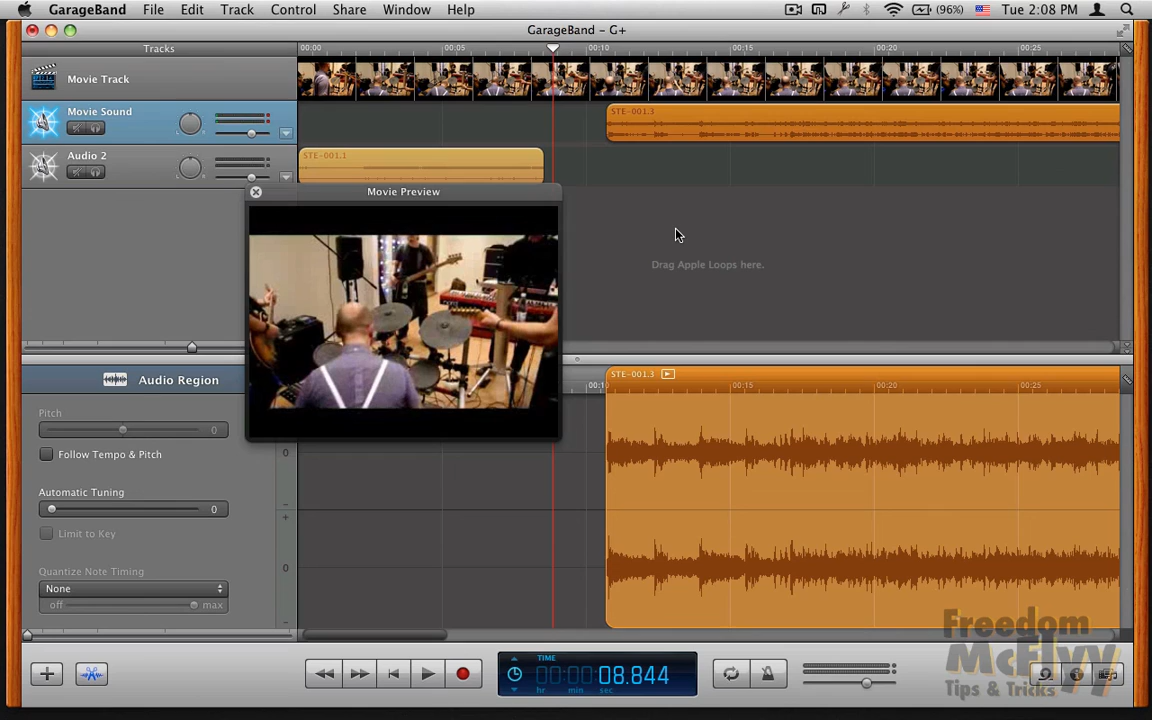 GarageBand File Edit Track Control Share Window Help (96%) Tue 2:08 PM
GarageBand - G+
Tracks 00:00 00:05 00:10 00:15 00:20 00:25
Movie Track
Movie Sound STE-001.3
L R
Audio 2 STE-001.1
L R
Movie Preview
Drag Apple Loops here.
Audio Region STE-001.3
00:1 00:15 00:20 00:25
Pitch
0
Follow Tempo & Pitch 0
Automatic Tuning
0
Limit to Key
Quantize Note Timing 0
None
off max
TIME
00:00:08.844
hr min sec
Freedom
McElvy
Tips & Tricks